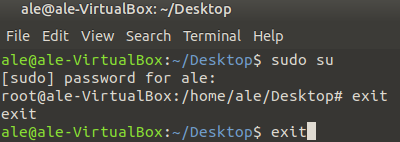 ale@ale-VirtualBox: ~/Desktop
File Edit View Search Terminal Help
ale@ale-VirtualBox:~/Desktop$ sudo su
[sudo] password for ale:
root@ale-VirtualBox:/home/ale/Desktop# exit
exit
ale@ale-VirtualBox:~/Desktop$ exit